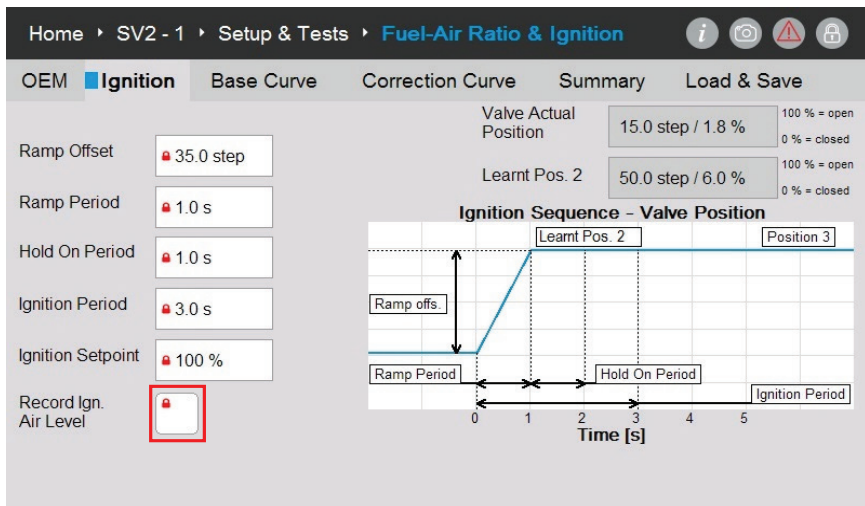 Home ‣ SV2 - 1 ‣ Setup & Tests ‣ Fuel-Air Ratio & Ignition
OEM Ignition Base Curve Correction Curve Summary Load & Save
Ramp Offset 35.0 step
Ramp Period 1.0 s
Hold On Period 1.0 s
Ignition Period 3.0 s
Ignition Setpoint 100 %
Record Ign.
Air Level
Valve Actual
Position
15.0 step / 1.8 %
100 % = open
0 % = closed
Learnt Pos. 2
50.0 step / 6.0 %
100 % = open
0 % = closed
Ignition Sequence - Valve Position
Learnt Pos. 2 Position 3
Ramp offs.
Ramp Period Hold On Period
Ignition Period
0 1 2 3 4 5
Time [s]